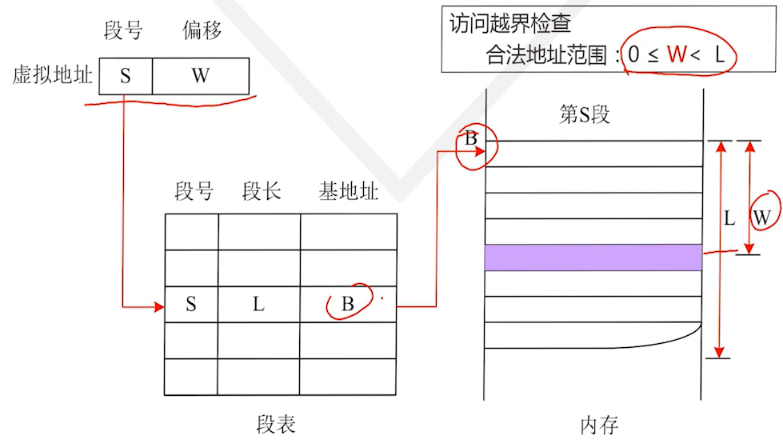 访问越界检查
合法地址范围：0 ≤ W < L
段号 偏移
虚拟地址 S W
第S段
B
段号 段长 基地址
L W
S L B
段表
内存